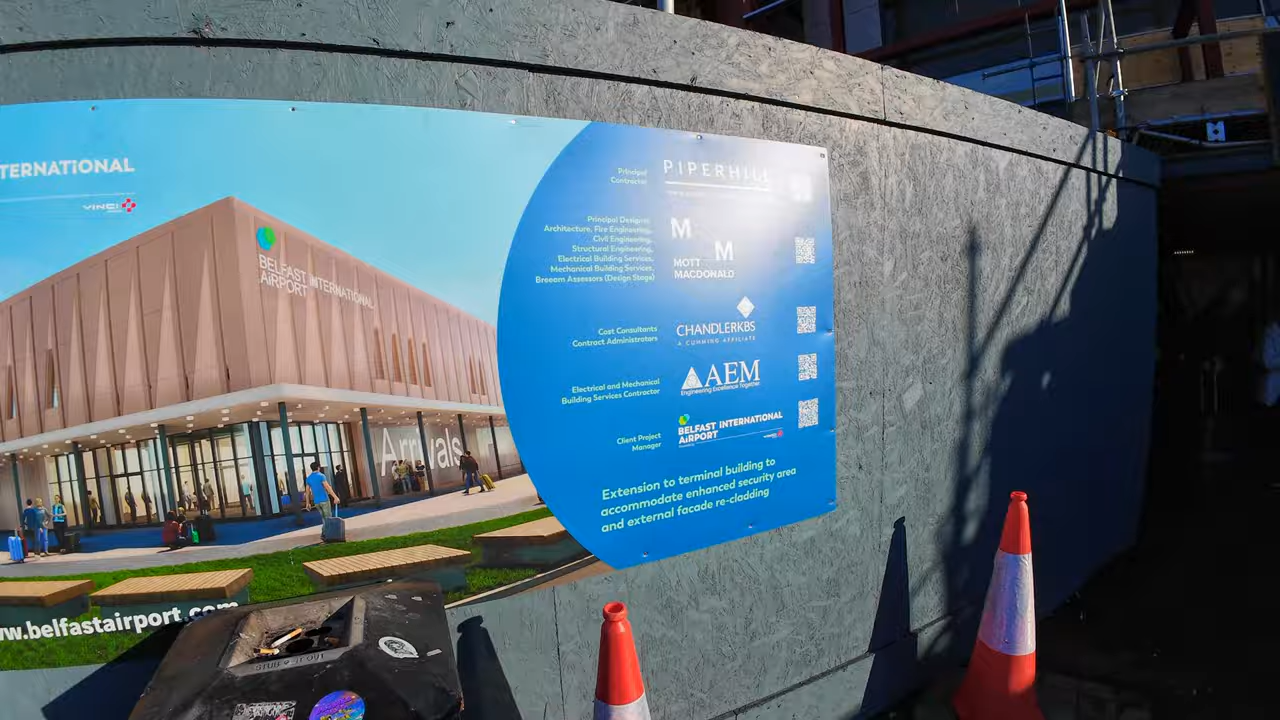 TERNATIONAL
VINCI
BELFAST INTERNATIONAL
AIRPORT
Arrivals
ww.belfastairport.com
Principal
Contractor
PIPERHILL
Principal Designer,
Architecture, Fire Engineering,
Civil Engineering,
Structural Engineering,
Electrical Building Services,
Mechanical Building Services,
Breeam Assessors (Design Stage)
M
M
MOTT
MACDONALD
Cost Consultants
Contract Administrators
CHANDLERKBS
A CUMMING AFFILIATE
Electrical and Mechanical
Building Services Contractor
AEM
Engineering Excellence Together
Client Project
Manager
BELFAST INTERNATIONAL
AIRPORT
Extension to terminal building to
accommodate enhanced security area
and external facade re-cladding